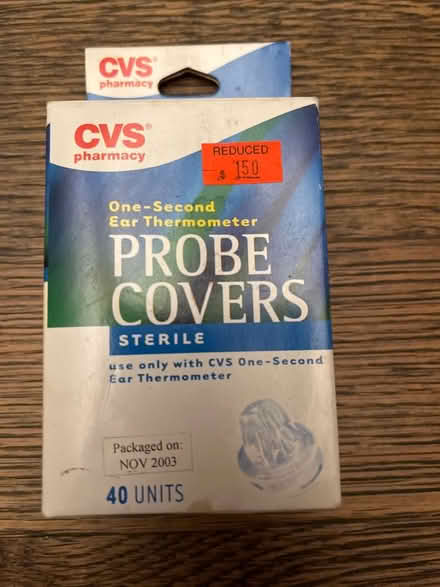 CVS®
pharmacy
CVS®
pharmacy
REDUCED
$ 150
One-Second
Ear Thermometer
PROBE
COVERS
STERILE
use only with CVS One-Second
Ear Thermometer
Packaged on:
NOV 2003
40 UNITS